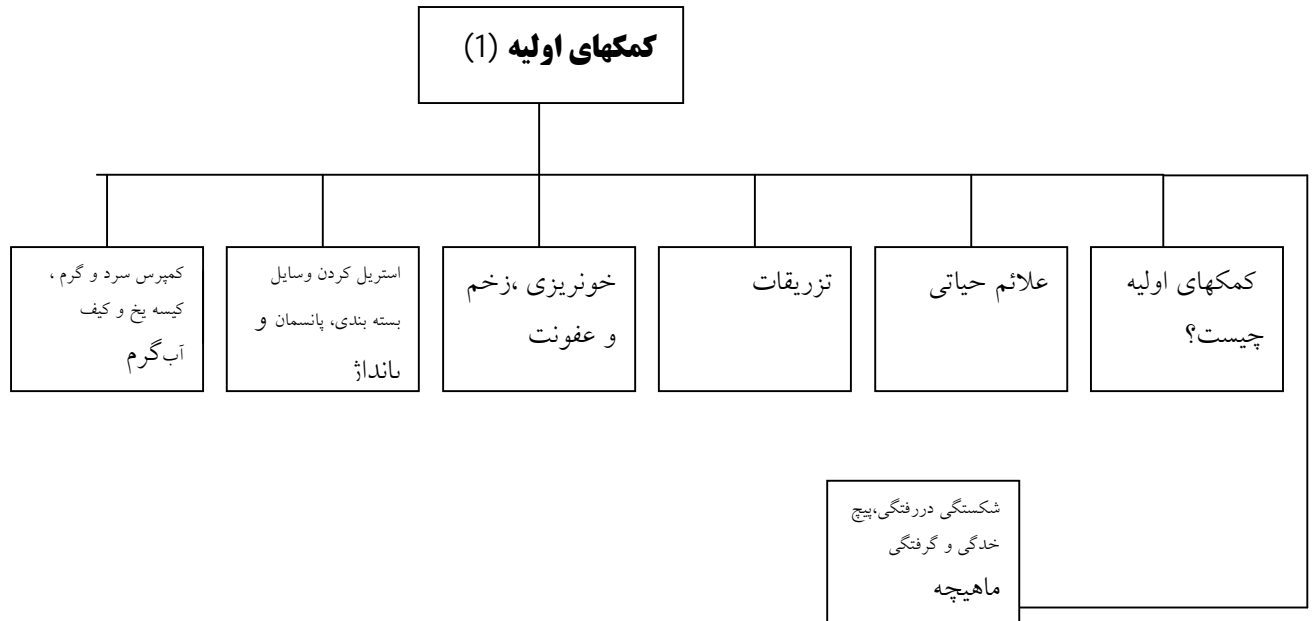 کمکهای اولیه (1)
کمکهای اولیه
چیست؟
علائم حیاتی
تزریقات
خونریزی ،زخم
و عفونت
استریل کردن وسایل
بسته بندی، پانسمان و
بانداژ
کمپرس سرد و گرم ،
کیسه یخ و کیف
آب‌گرم
شکستگی دررفتگی،پیچ
خدگی و گرفتگی
ماهیچه